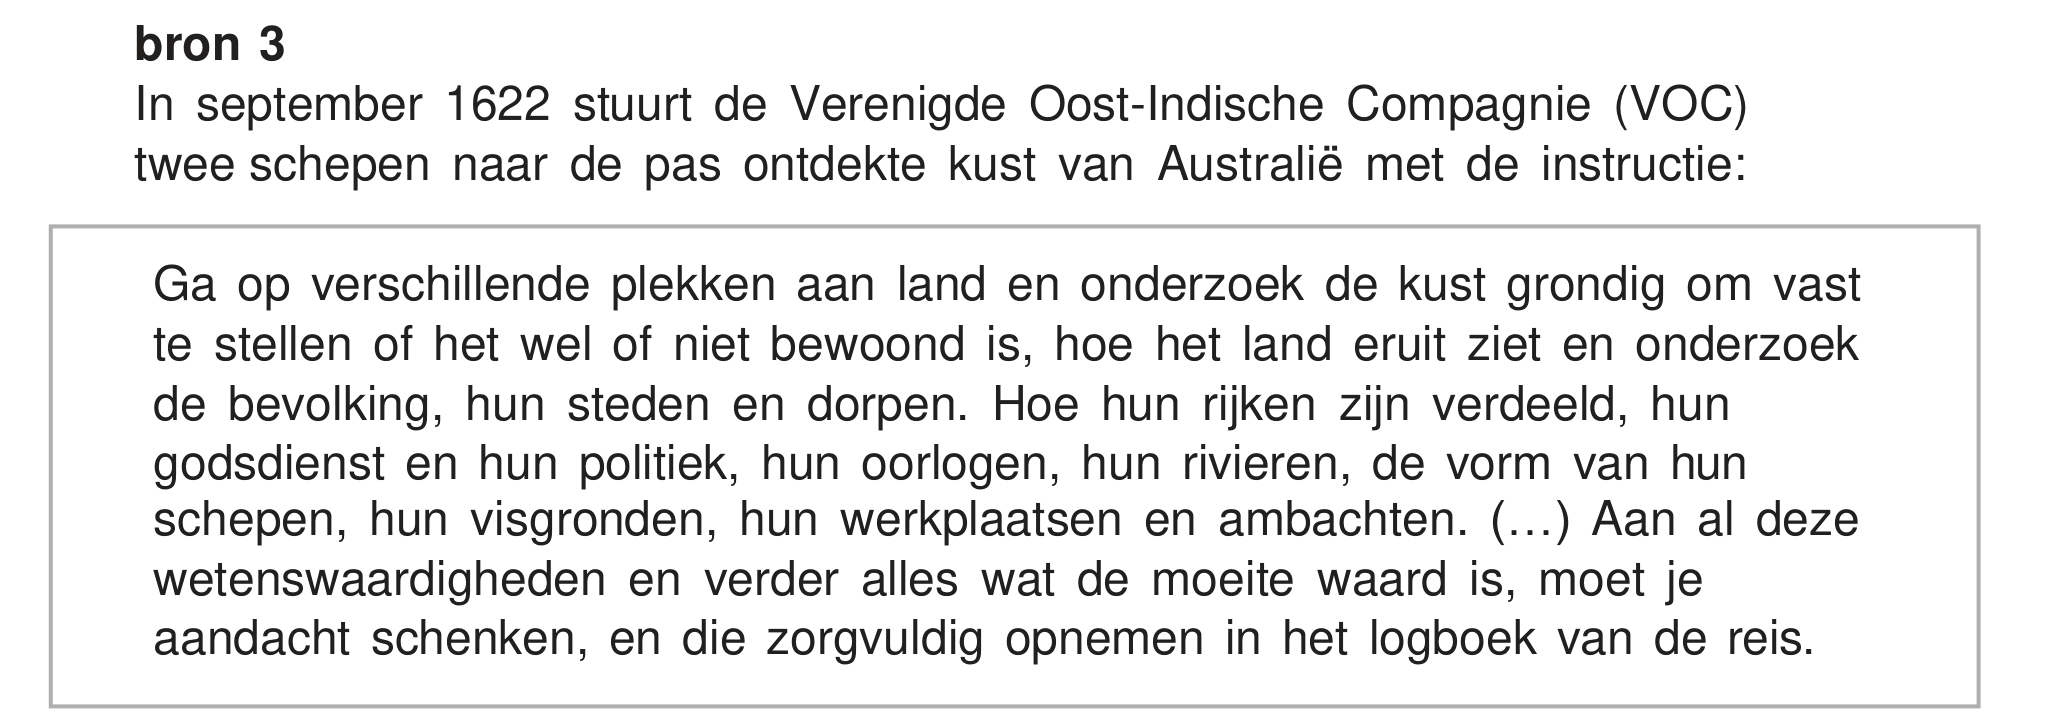 bron 3
In september 1622 stuurt de Verenigde Oost-Indische Compagnie (VOC)
twee schepen naar de pas ontdekte kust van Australië met de instructie:
Ga op verschillende plekken aan land en onderzoek de kust grondig om vast
te stellen of het wel of niet bewoond is, hoe het land eruit ziet en onderzoek
de bevolking, hun steden en dorpen. Hoe hun rijken zijn verdeeld, hun
godsdienst en hun politiek, hun oorlogen, hun rivieren, de vorm van hun
schepen, hun visgronden, hun werkplaatsen en ambachten. (…) Aan al deze
wetenswaardigheden en verder alles wat de moeite waard is, moet je
aandacht schenken, en die zorgvuldig opnemen in het logboek van de reis.